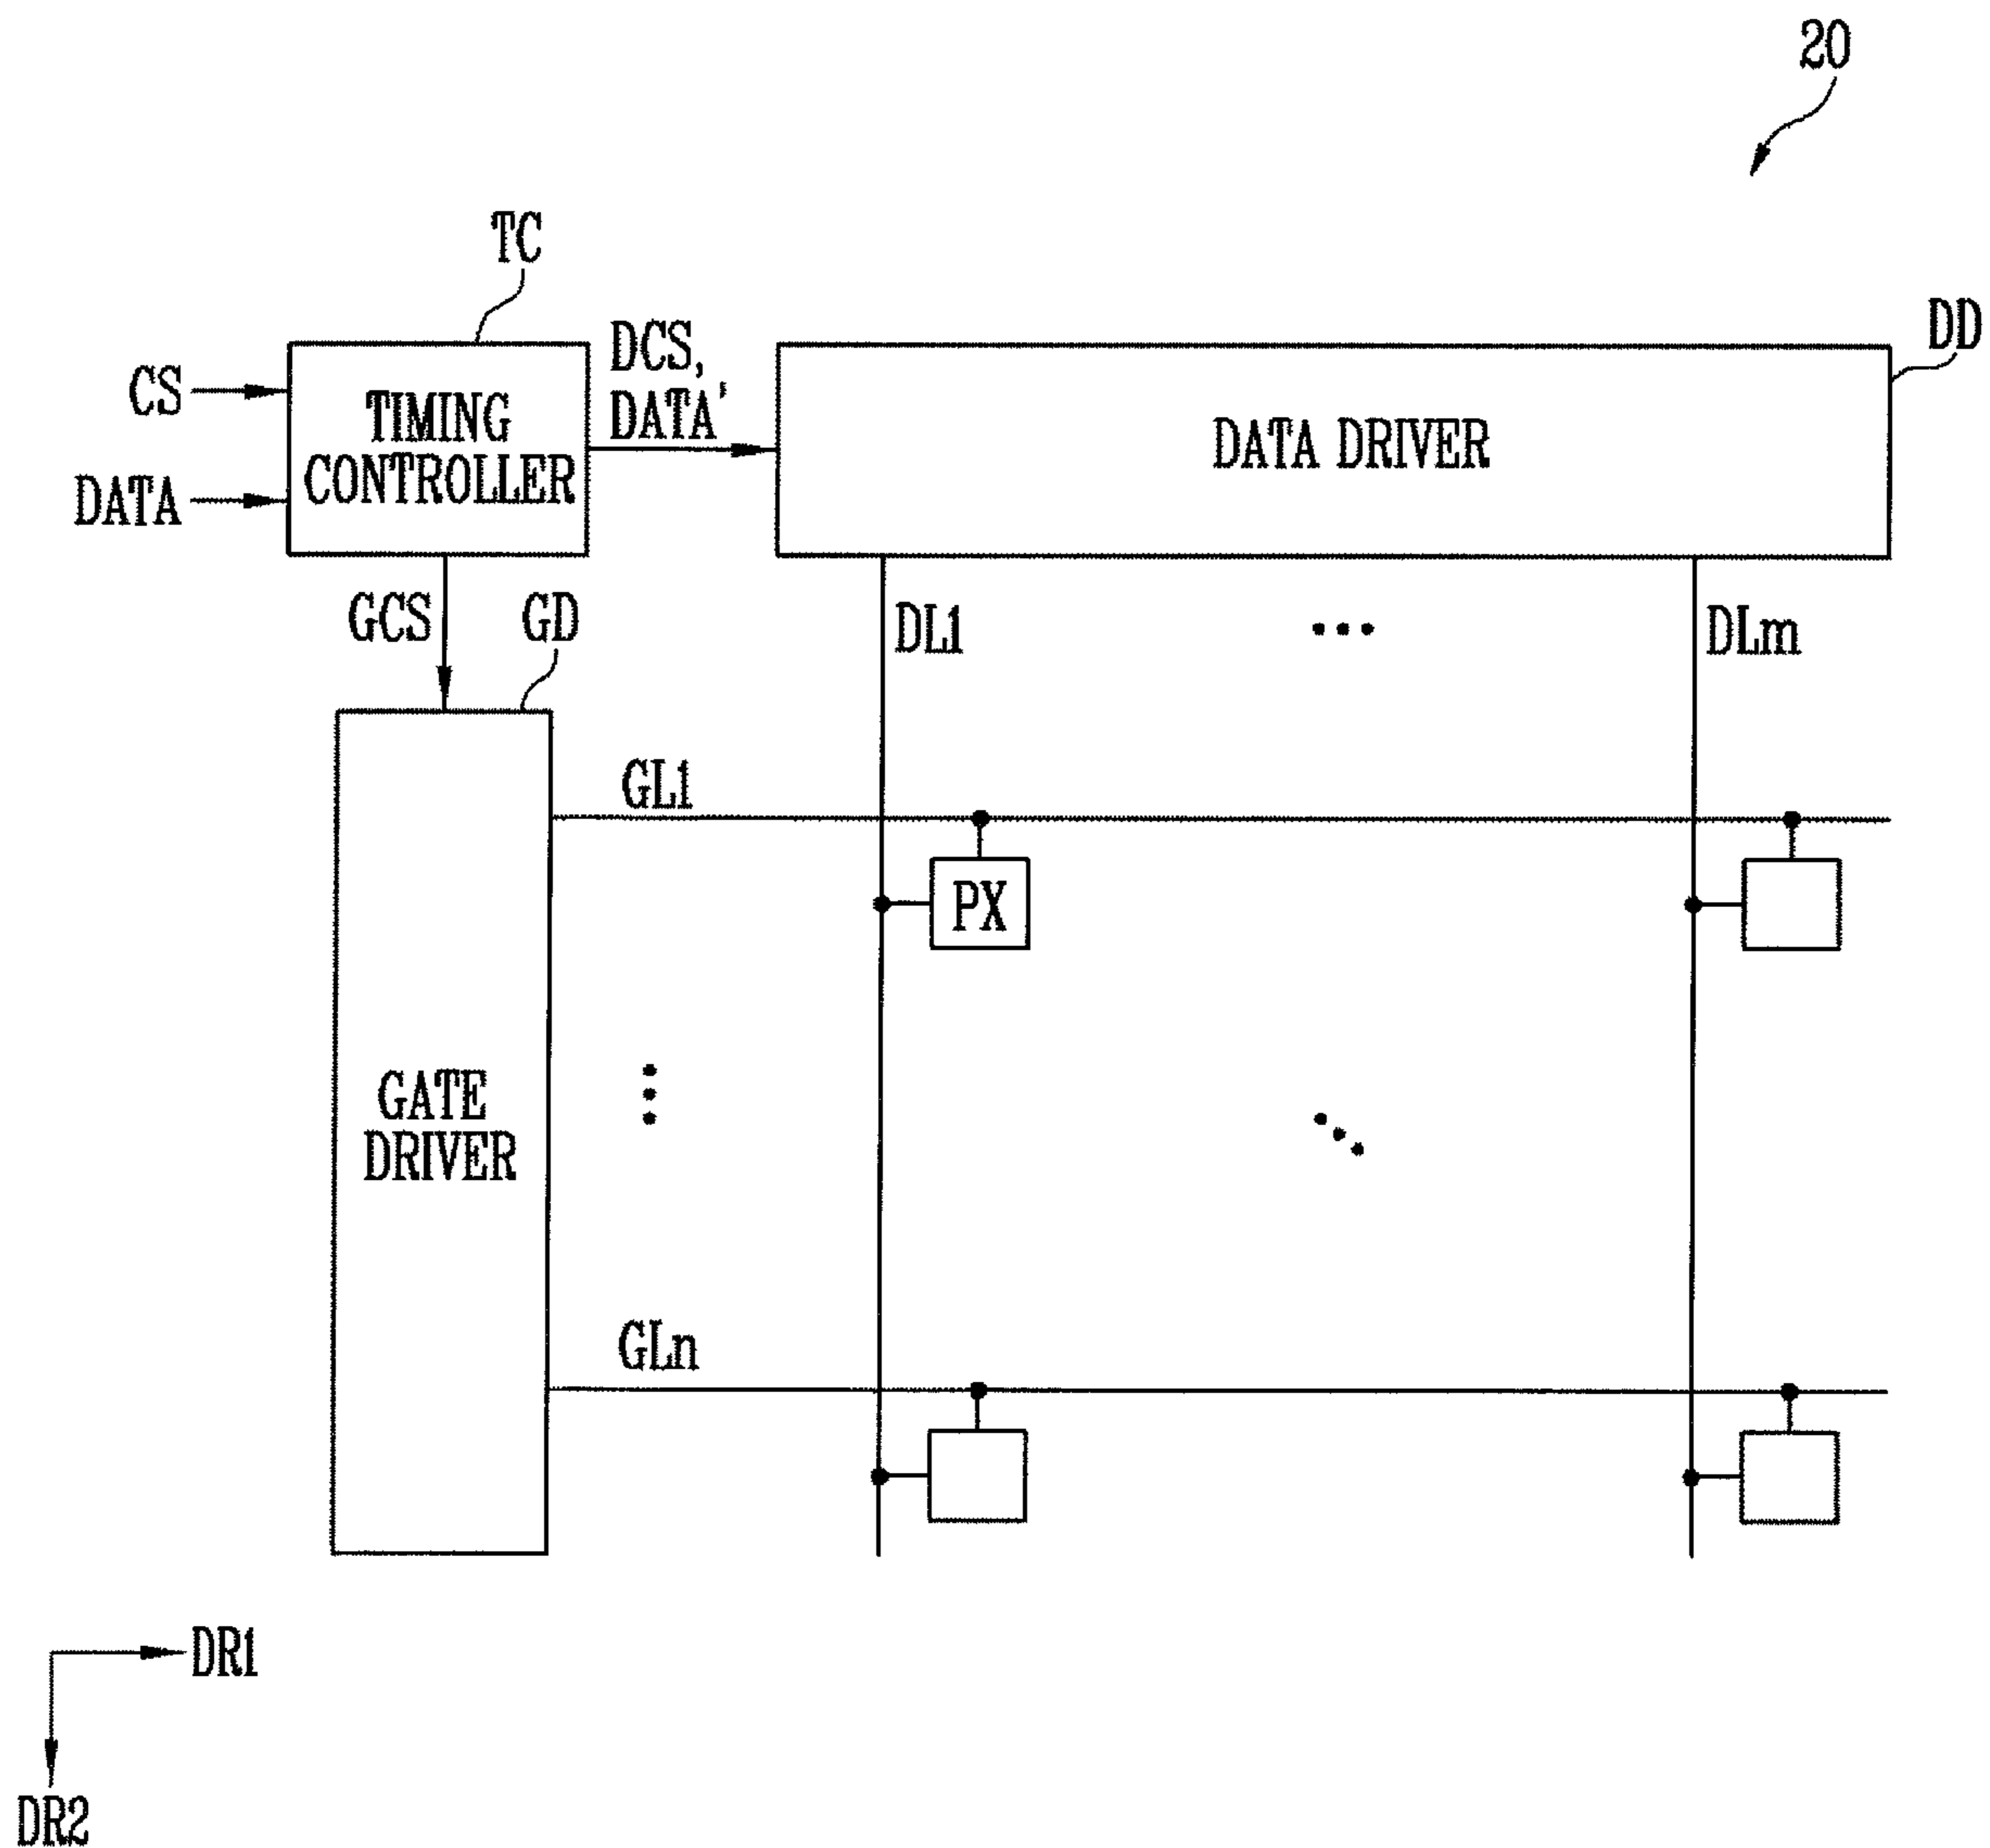 20
TC
DCS,
DATA'
DD
CS
TIMING
CONTROLLER
DATA DRIVER
DATA
GCS
GD
DL1
DLm
GL1
PX
GATE
DRIVER
GLn
DR1
DR2